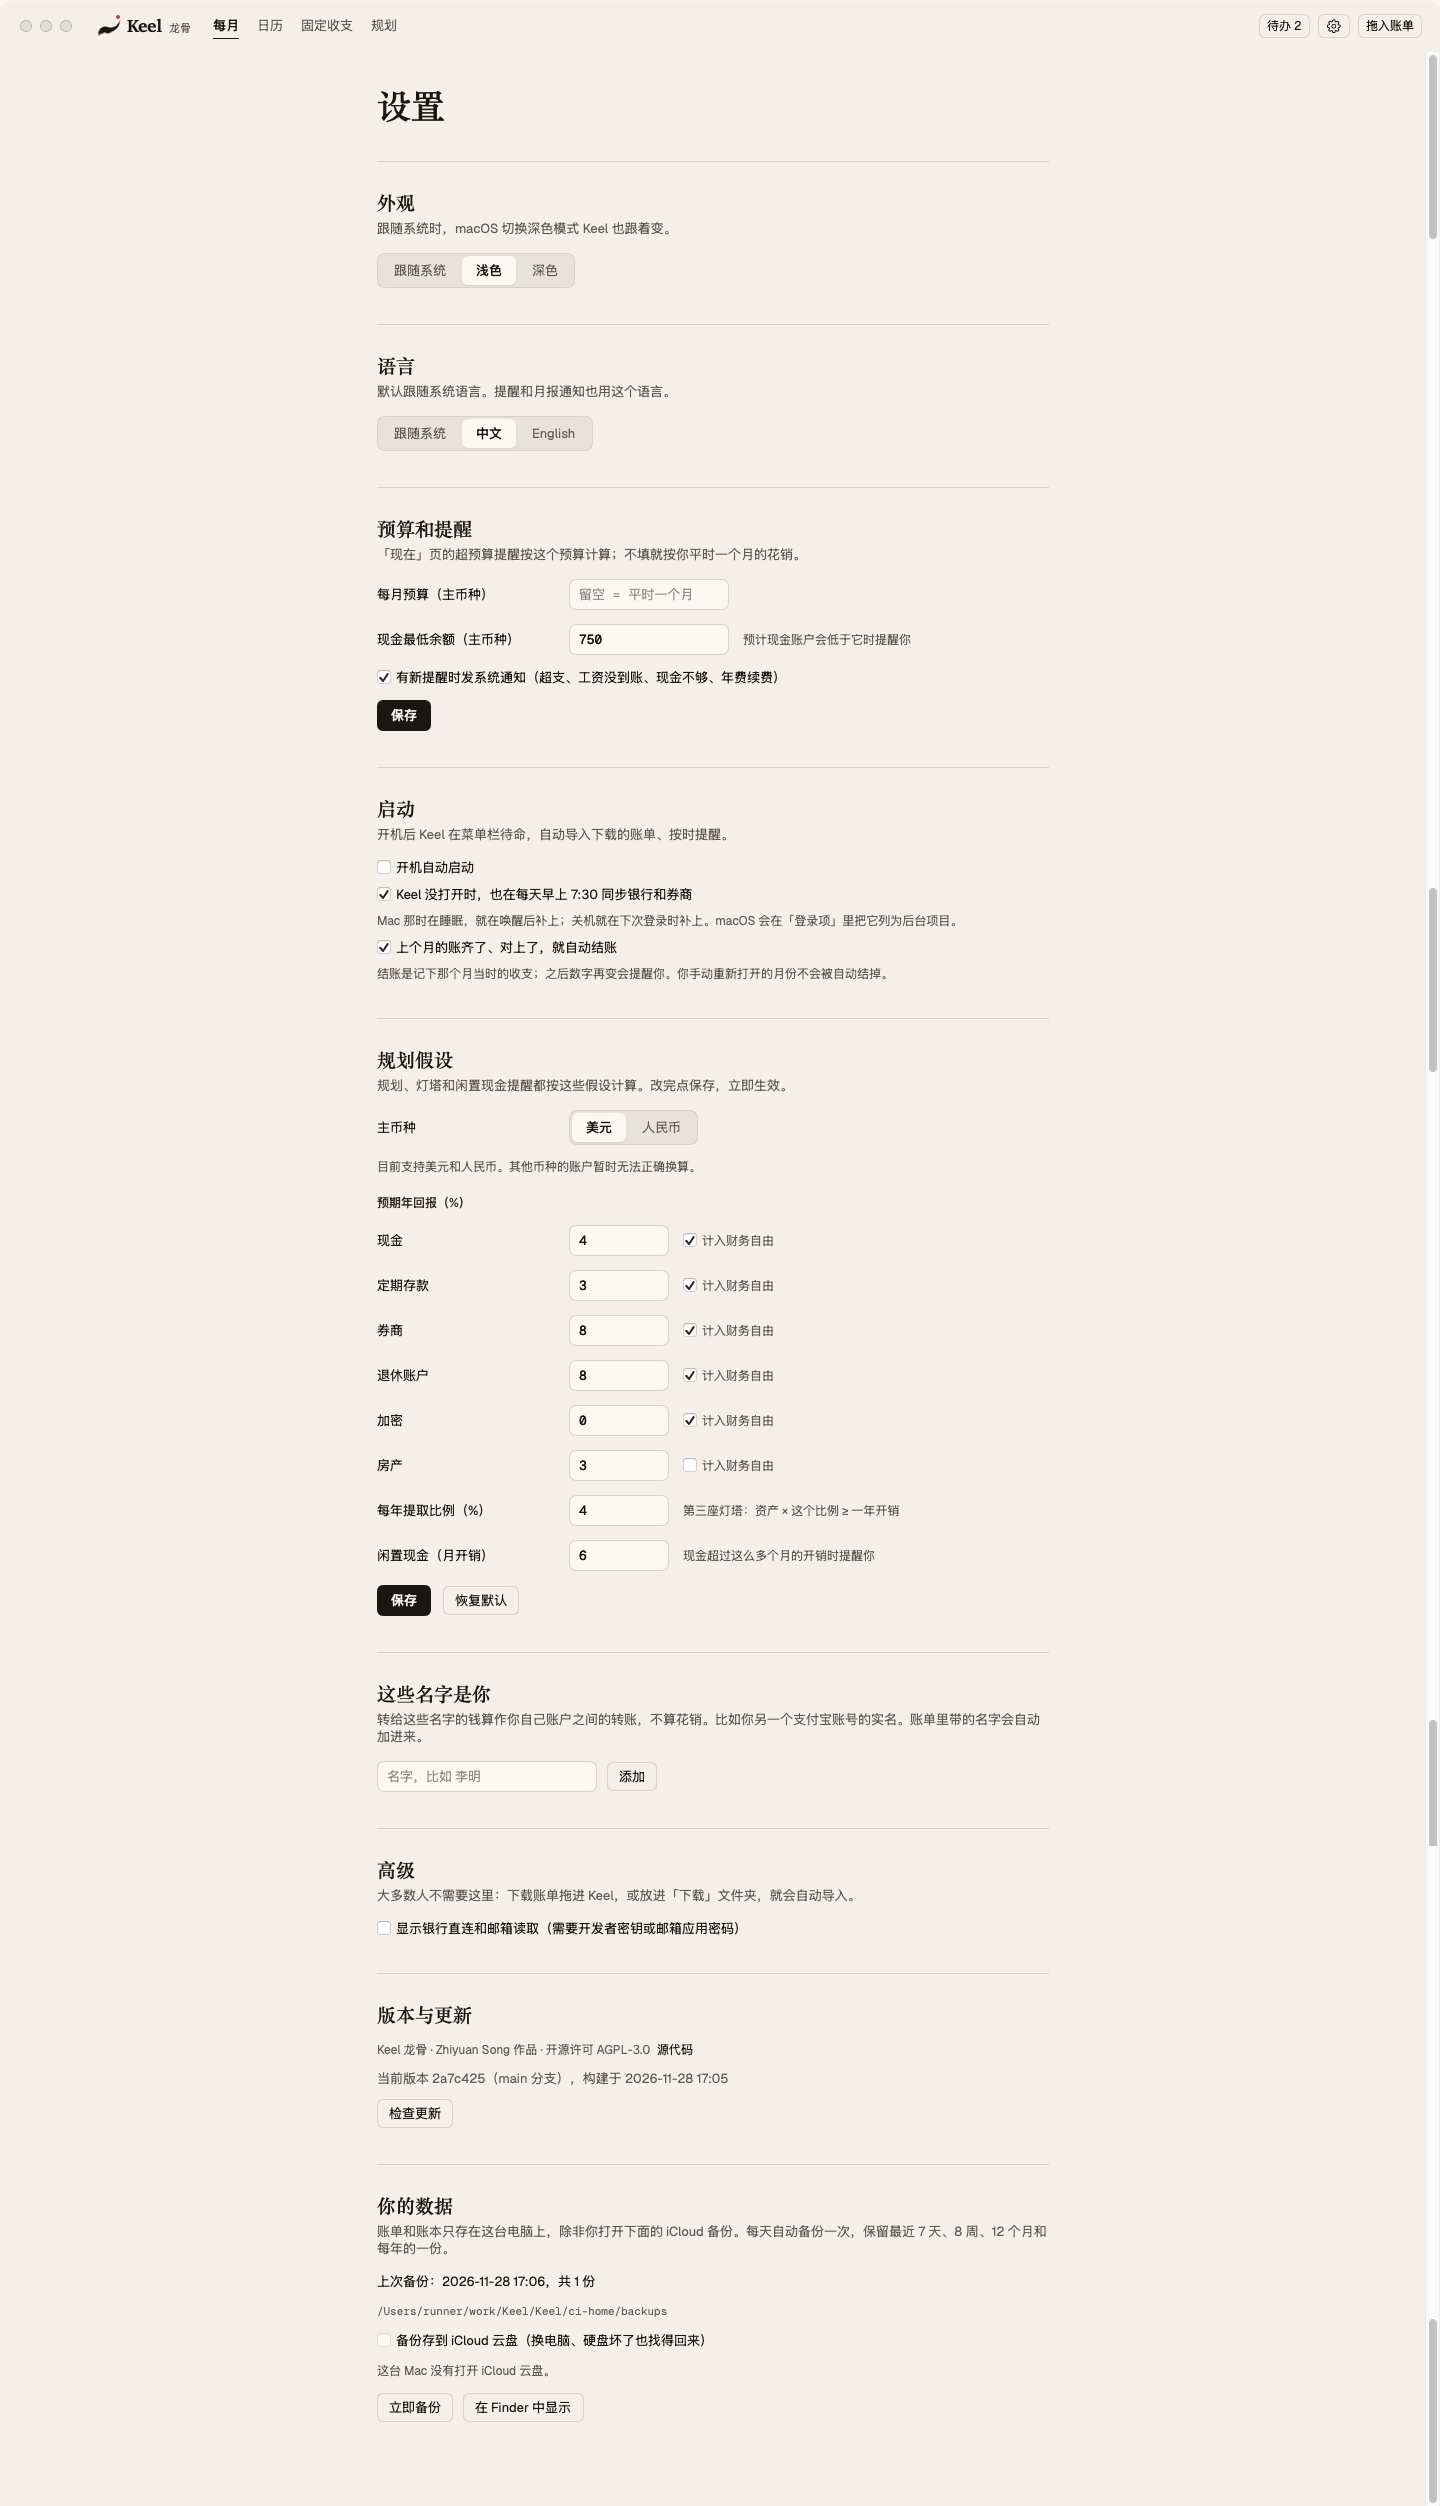 Keel 龙骨 每月 日历 固定收支 规划 待办 2 拖入账单
设置
外观
跟随系统时，macOS 切换深色模式 Keel 也跟着变。
跟随系统 浅色 深色
语言
默认跟随系统语言。提醒和月报通知也用这个语言。
跟随系统 中文 English
预算和提醒
「现在」页的超预算提醒按这个预算计算；不填就按你平时一个月的花销。
每月预算（主币种） 留空 = 平时一个月
现金最低余额（主币种） 750 预计现金账户会低于它时提醒你
有新提醒时发系统通知（超支、工资没到账、现金不够、年费续费）
保存
启动
开机后 Keel 在菜单栏待命，自动导入下载的账单、按时提醒。
开机自动启动
Keel 没打开时，也在每天早上 7:30 同步银行和券商
Mac 那时在睡眠，就在唤醒后补上；关机就在下次登录时补上。macOS 会在「登录项」里把它列为后台项目。
上个月的账齐了、对上了，就自动结账
结账是记下那个月当时的收支；之后数字再变会提醒你。你手动重新打开的月份不会被自动结掉。
规划假设
规划、灯塔和闲置现金提醒都按这些假设计算。改完点保存，立即生效。
主币种 美元 人民币
目前支持美元和人民币。其他币种的账户暂时无法正确换算。
预期年回报（%）
现金 4 计入财务自由
定期存款 3 计入财务自由
券商 8 计入财务自由
退休账户 8 计入财务自由
加密 0 计入财务自由
房产 3 计入财务自由
每年提取比例（%） 4 第三座灯塔：资产 × 这个比例 ≥ 一年开销
闲置现金（月开销） 6 现金超过这么多个月的开销时提醒你
保存 恢复默认
这些名字是你
转给这些名字的钱算作你自己账户之间的转账，不算花销。比如你另一个支付宝账号的实名。账单里带的名字会自动
加进来。
名字，比如 李明 添加
高级
大多数人不需要这里：下载账单拖进 Keel，或放进「下载」文件夹，就会自动导入。
显示银行直连和邮箱读取（需要开发者密钥或邮箱应用密码）
版本与更新
Keel 龙骨 · Zhiyuan Song 作品 · 开源许可 AGPL-3.0 源代码
当前版本 2a7c425（main 分支），构建于 2026-11-28 17:05
检查更新
你的数据
账单和账本只存在这台电脑上，除非你打开下面的 iCloud 备份。每天自动备份一次，保留最近 7 天、8 周、12 个月和
每年的一份。
上次备份：2026-11-28 17:06，共 1 份
/Users/runner/work/Keel/Keel/ci-home/backups
备份存到 iCloud 云盘（换电脑、硬盘坏了也找得回来）
这台 Mac 没有打开 iCloud 云盘。
立即备份 在 Finder 中显示